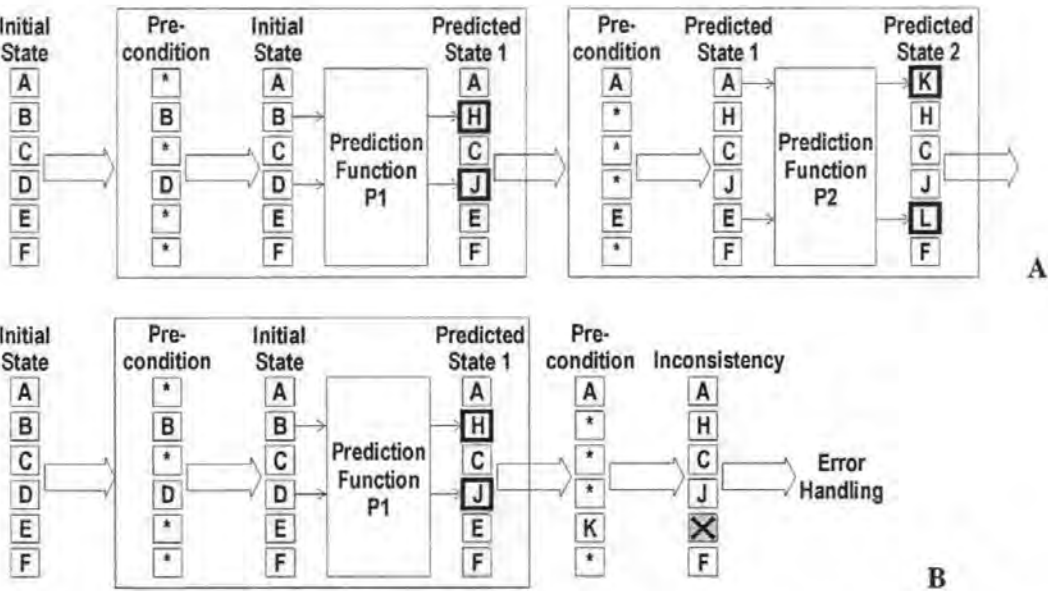 Initial Pre- Initial Predicted Pre- Predicted Predicted
State condition State State 1 condition State 1 State 2
A * A A A A K
B B B H * H H
C * C Prediction C * C Prediction C
Function Function
D D D P1 J * J P2 J
E * E E E E L
F * F F * F F
A
Initial Pre- Initial Predicted Pre-
State condition State State 1 condition Inconsistency
A * A A A A
B B B H * H
C * C Prediction C * C Error
Function Handling
D D D P1 J * J
E * E E K X
F * F F * F
B